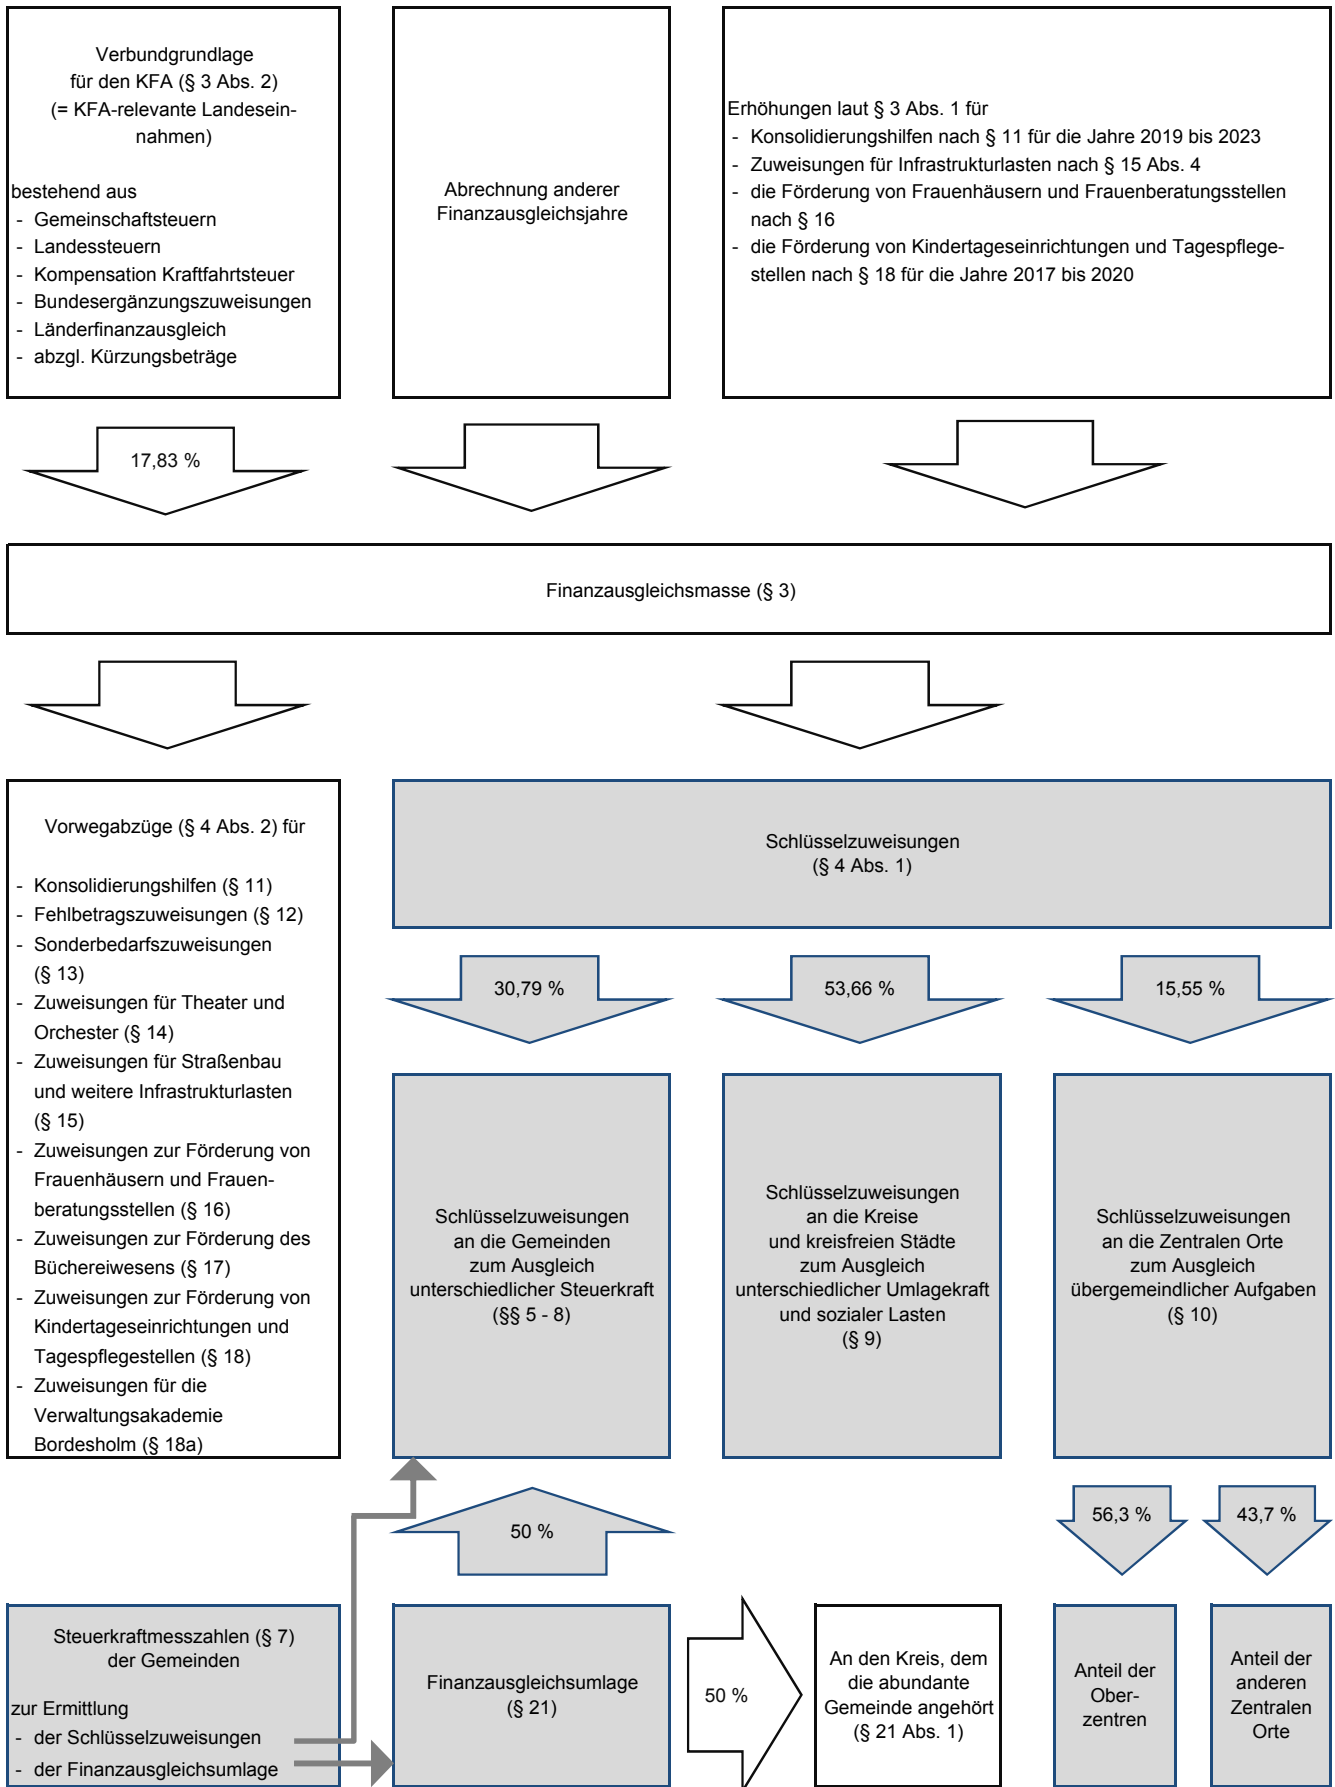 Verbundgrundlage
für den KFA (§ 3 Abs. 2)
(= KFA-relevante Landesein-
nahmen)
bestehend aus
- Gemeinschaftsteuern
- Landessteuern
- Kompensation Kraftfahrtsteuer
- Bundesergänzungszuweisungen
- Länderfinanzausgleich
- abzgl. Kürzungsbeträge
Abrechnung anderer
Finanzausgleichsjahre
Erhöhungen laut § 3 Abs. 1 für
- Konsolidierungshilfen nach § 11 für die Jahre 2019 bis 2023
- Zuweisungen für Infrastrukturlasten nach § 15 Abs. 4
- die Förderung von Frauenhäusern und Frauenberatungsstellen
nach § 16
- die Förderung von Kindertageseinrichtungen und Tagespflege-
stellen nach § 18 für die Jahre 2017 bis 2020
17,83 %
Finanzausgleichsmasse (§ 3)
Vorwegabzüge (§ 4 Abs. 2) für
- Konsolidierungshilfen (§ 11)
- Fehlbetragszuweisungen (§ 12)
- Sonderbedarfszuweisungen
(§ 13)
- Zuweisungen für Theater und
Orchester (§ 14)
- Zuweisungen für Straßenbau
und weitere Infrastrukturlasten
(§ 15)
- Zuweisungen zur Förderung von
Frauenhäusern und Frauen-
beratungsstellen (§ 16)
- Zuweisungen zur Förderung des
Büchereiwesens (§ 17)
- Zuweisungen zur Förderung von
Kindertageseinrichtungen und
Tagespflegestellen (§ 18)
- Zuweisungen für die
Verwaltungsakademie
Bordesholm (§ 18a)
Schlüsselzuweisungen
(§ 4 Abs. 1)
30,79 %
53,66 %
15,55 %
Schlüsselzuweisungen
an die Gemeinden
zum Ausgleich
unterschiedlicher Steuerkraft
(§§ 5 - 8)
Schlüsselzuweisungen
an die Kreise
und kreisfreien Städte
zum Ausgleich
unterschiedlicher Umlagekraft
und sozialer Lasten
(§ 9)
Schlüsselzuweisungen
an die Zentralen Orte
zum Ausgleich
übergemeindlicher Aufgaben
(§ 10)
50 %
56,3 %
43,7 %
Steuerkraftmesszahlen (§ 7)
der Gemeinden
zur Ermittlung
- der Schlüsselzuweisungen
- der Finanzausgleichsumlage
Finanzausgleichsumlage
(§ 21)
50 %
An den Kreis, dem
die abundante
Gemeinde angehört
(§ 21 Abs. 1)
Anteil der
Ober-
zentren
Anteil der
anderen
Zentralen
Orte